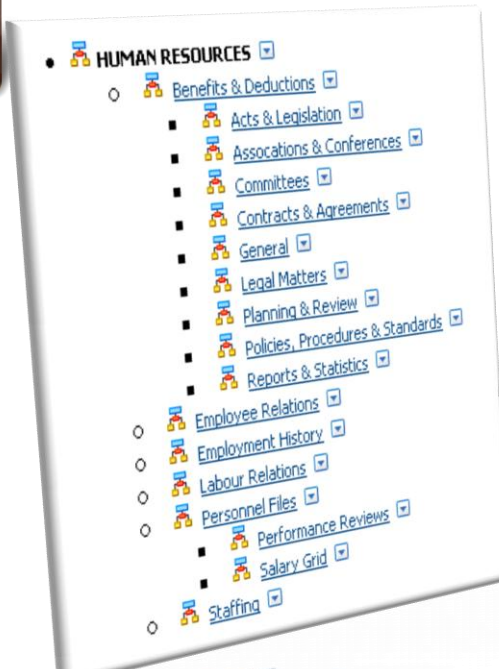 HUMAN RESOURCES
Benefits & Deductions
Acts & Legislation
Assocations & Conferences
Committees
Contracts & Agreements
General
Legal Matters
Planning & Review
Policies, Procedures & Standards
Reports & Statistics
Employee Relations
Employment History
Labour Relations
Personnel Files
Performance Reviews
Salary Grid
Staffing